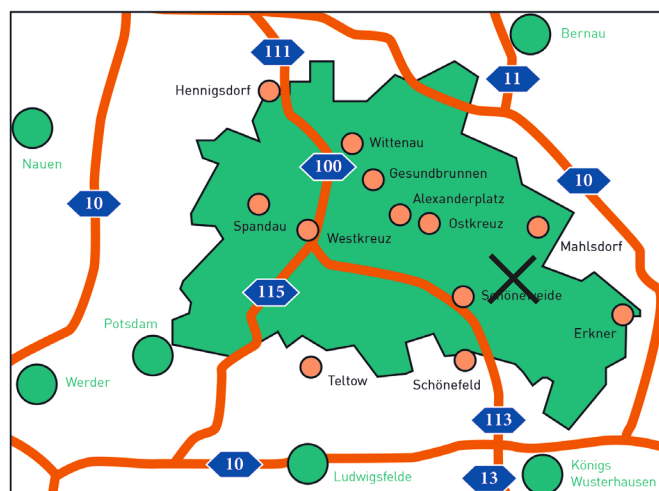 Bernau
111
11
Hennigsdorf
Nauen
Wittenau
100
Gesundbrunnen
10
10
Alexanderplatz
Spandau
Ostkreuz
Westkreuz
Mahlsdorf
115
Schöneweide
Erkner
Potsdam
Werder
Teltow
Schönefeld
113
10
Ludwigsfelde
13
Königs
Wusterhausen